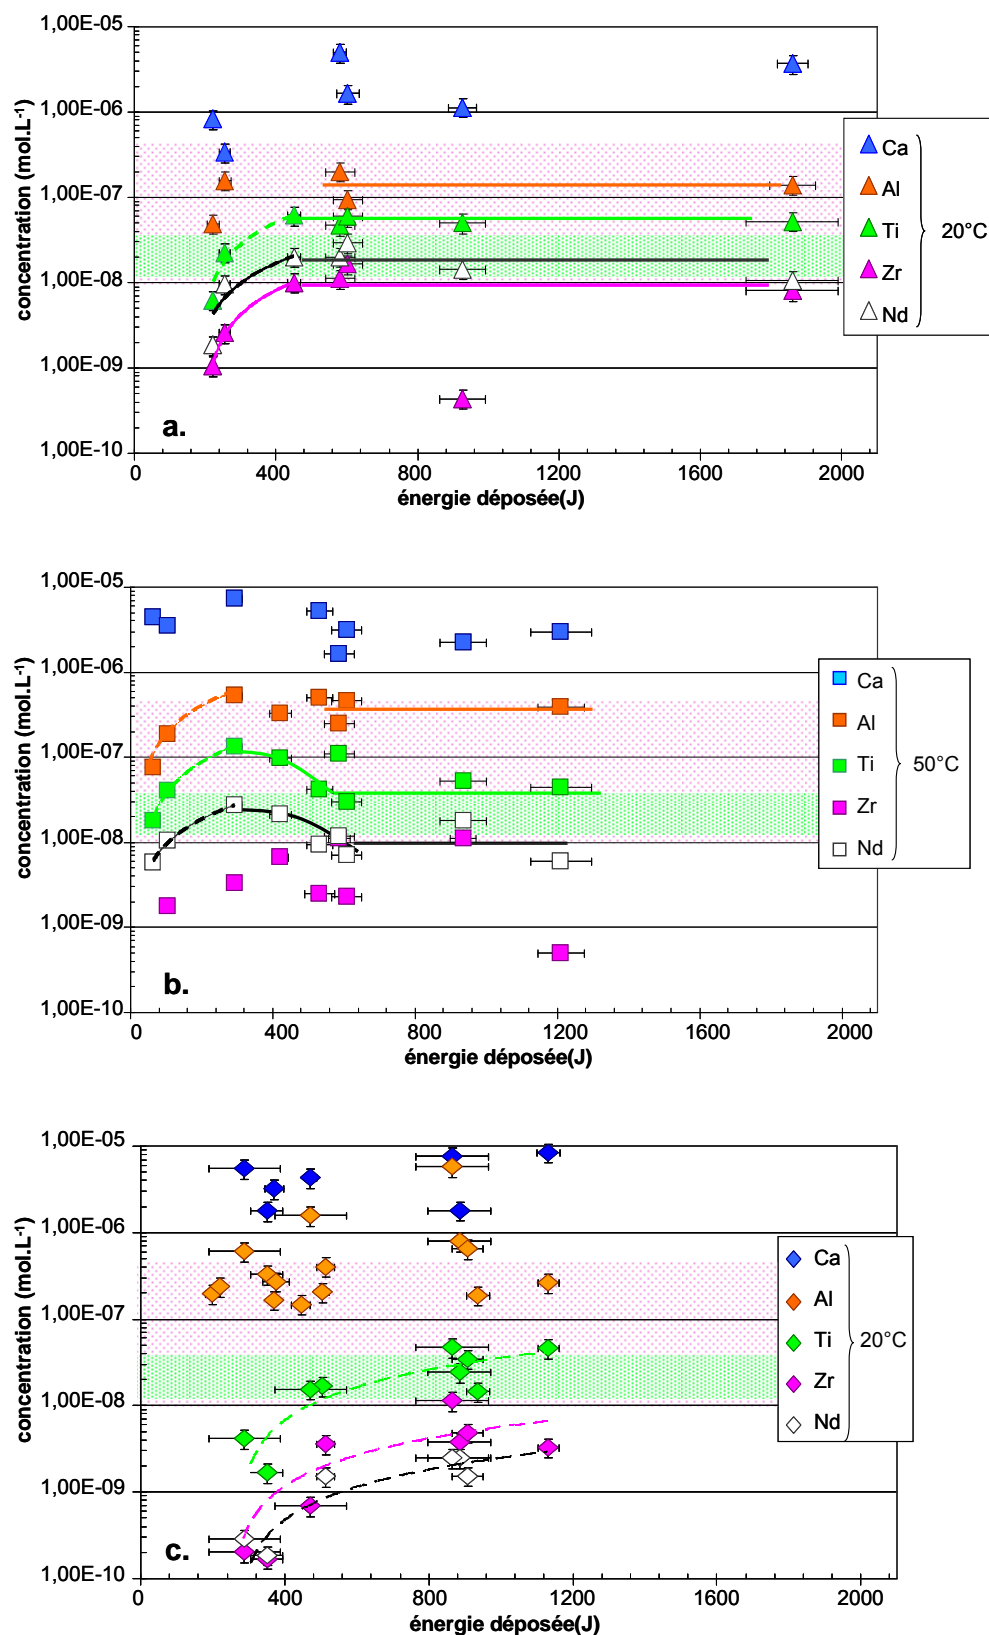 1,00E-05
1,00E-06
1,00E-07
1,00E-08
1,00E-09
1,00E-10
concentration (mol.L-1)
0 400 800 1200 1600 2000
énergie déposée(J)
a.
Ca
Al
Ti
Zr
Nd
20°C
1,00E-05
1,00E-06
1,00E-07
1,00E-08
1,00E-09
1,00E-10
concentration (mol.L-1)
0 400 800 1200 1600 2000
énergie déposée(J)
b.
Ca
Al
Ti
Zr
Nd
50°C
1,00E-05
1,00E-06
1,00E-07
1,00E-08
1,00E-09
1,00E-10
concentration (mol.L-1)
0 400 800 1200 1600 2000
énergie déposée(J)
c.
Ca
Al
Ti
Zr
Nd
20°C